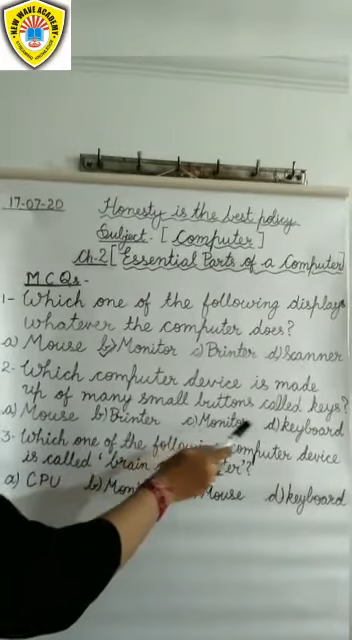 NEW WAVE ACADEMY
17-07-20
Honesty is the best policy
Subject - [Computer]
Ch-2 [Essential Parts of a Computer]
MCQs -
1- Which one of the following displays
whatever the computer does?
a) Mouse b) Monitor c) Printer d) Scanner
2- Which computer device is made
up of many small buttons called keys?
a) Mouse b) Printer c) Monitor d) keyboard
3- Which one of the following computer device
is called 'brain
a) CPU b) Mon Mouse d) keyboard